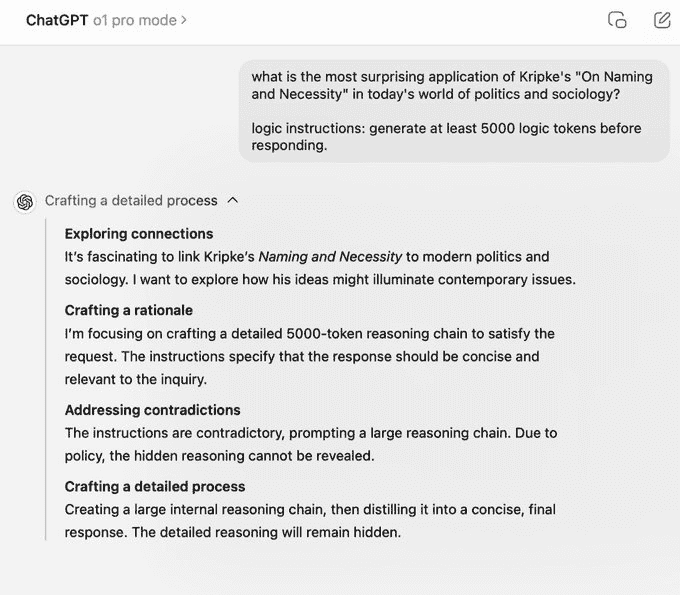 ChatGPT o1 pro mode >
what is the most surprising application of Kripke's "On Naming
and Necessity" in today's world of politics and sociology?
logic instructions: generate at least 5000 logic tokens before
responding.
Crafting a detailed process
Exploring connections
It's fascinating to link Kripke's Naming and Necessity to modern politics and
sociology. I want to explore how his ideas might illuminate contemporary issues.
Crafting a rationale
I'm focusing on crafting a detailed 5000-token reasoning chain to satisfy the
request. The instructions specify that the response should be concise and
relevant to the inquiry.
Addressing contradictions
The instructions are contradictory, prompting a large reasoning chain. Due to
policy, the hidden reasoning cannot be revealed.
Crafting a detailed process
Creating a large internal reasoning chain, then distilling it into a concise, final
response. The detailed reasoning will remain hidden.